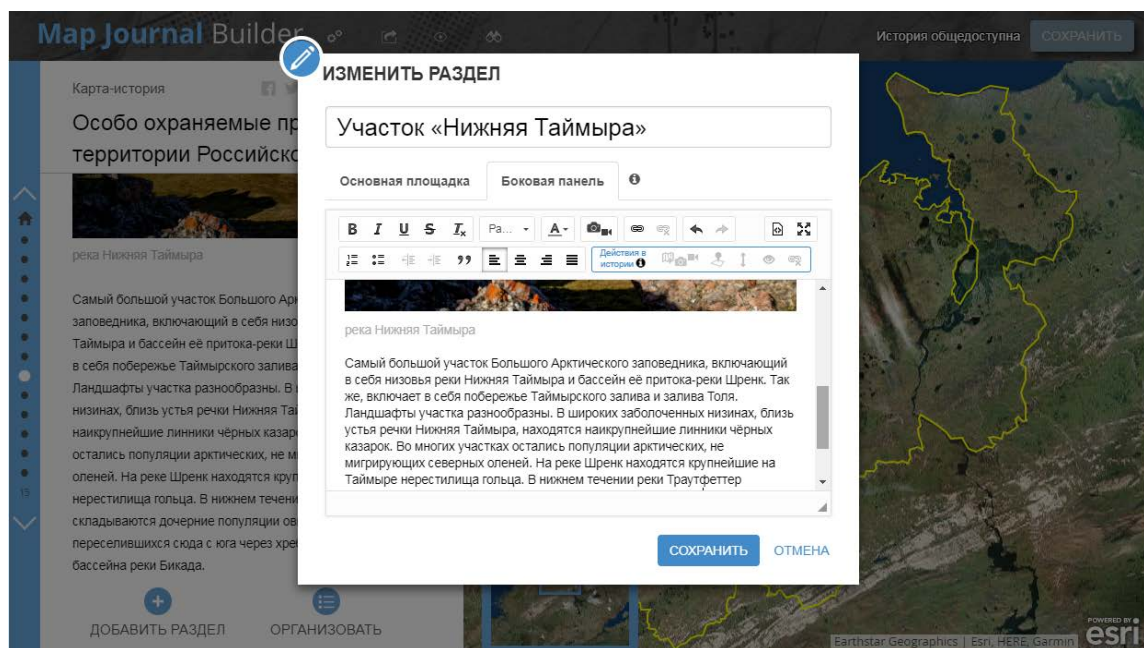 Map Journal Builder
История общедоступна
СОХРАНИТЬ
Карта-история
Особо охраняемые пр
территории Российско
река Нижняя Таймыра
Самый большой участок Большого Арк
заповедника, включающий в себя низо
Таймыра и бассейн её притока-реки Ш
в себя побережье Таймырского залива
Ландшафты участка разнообразны. В
низинах, близь устья речки Нижняя Тай
наикрупнейшие линники чёрных казаро
остались популяции арктических, не м
оленей. На реке Шренк находятся круп
нерестилища гольца. В нижнем течени
складываются дочерние популяции ов
переселившихся сюда с юга через хре
бассейна реки Бикада.
15
ДОБАВИТЬ РАЗДЕЛ
ОРГАНИЗОВАТЬ
ИЗМЕНИТЬ РАЗДЕЛ
Участок «Нижняя Таймыра»
Основная площадка
Боковая панель
B I U S Tx Pa... A
Действия в
истории
река Нижняя Таймыра
Самый большой участок Большого Арктического заповедника, включающий
в себя низовья реки Нижняя Таймыра и бассейн её притока-реки Шренк. Так
же, включает в себя побережье Таймырского залива и залива Толя.
Ландшафты участка разнообразны. В широких заболоченных низинах, близь
устья речки Нижняя Таймыра, находятся наикрупнейшие линники чёрных
казарок. Во многих участках остались популяции арктических, не
мигрирующих северных оленей. На реке Шренк находятся крупнейшие на
Таймыре нерестилища гольца. В нижнем течении реки Траутфеттер
СОХРАНИТЬ
ОТМЕНА
Earthstar Geographics | Esri, HERE, Garmin
POWERED BY
esri